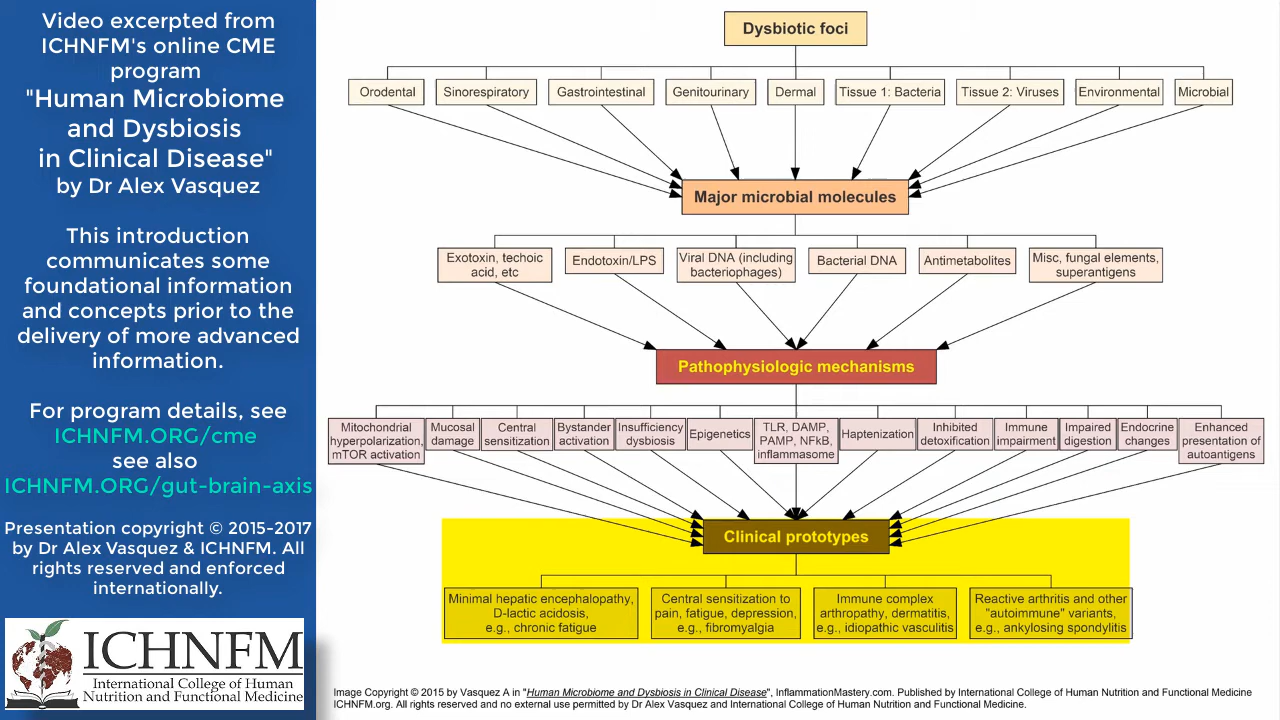 Video excerpted from
ICHNFM's online CME
program
"Human Microbiome
and Dysbiosis
in Clinical Disease"
by Dr Alex Vasquez
This introduction
communicates some
foundational information
and concepts prior to the
delivery of more advanced
information.
For program details, see
ICHNFM.ORG/cme
see also
ICHNFM.ORG/gut-brain-axis
Presentation copyright © 2015-2017
by Dr Alex Vasquez & ICHNFM. All
rights reserved and enforced
internationally.
ICHNFM
International College of Human
Nutrition and Functional Medicine
Dysbiotic foci
Orodental
Sinorespiratory
Gastrointestinal
Genitourinary
Dermal
Tissue 1: Bacteria
Tissue 2: Viruses
Environmental
Microbial
Major microbial molecules
Exotoxin, techoic
acid, etc
Endotoxin/LPS
Viral DNA (including
bacteriophages)
Bacterial DNA
Antimetabolites
Misc, fungal elements,
superantigens
Pathophysiologic mechanisms
Mitochondrial
hyperpolarization,
mTOR activation
Mucosal
damage
Central
sensitization
Bystander
activation
Insufficiency
dysbiosis
Epigenetics
TLR, DAMP,
PAMP, NFkB,
inflammasome
Haptenization
Inhibited
detoxification
Immune
impairment
Impaired
digestion
Endocrine
changes
Enhanced
presentation of
autoantigens
Clinical prototypes
Minimal hepatic encephalopathy,
D-lactic acidosis,
e.g., chronic fatigue
Central sensitization to
pain, fatigue, depression,
e.g., fibromyalgia
Immune complex
arthropathy, dermatitis,
e.g., idiopathic vasculitis
Reactive arthritis and other
"autoimmune" variants,
e.g., ankylosing spondylitis
Image Copyright © 2015 by Vasquez A in "Human Microbiome and Dysbiosis in Clinical Disease", InflammationMastery.com. Published by International College of Human Nutrition and Functional Medicine
ICHNFM.org. All rights reserved and no external use permitted by Dr Alex Vasquez and International College of Human Nutrition and Functional Medicine.